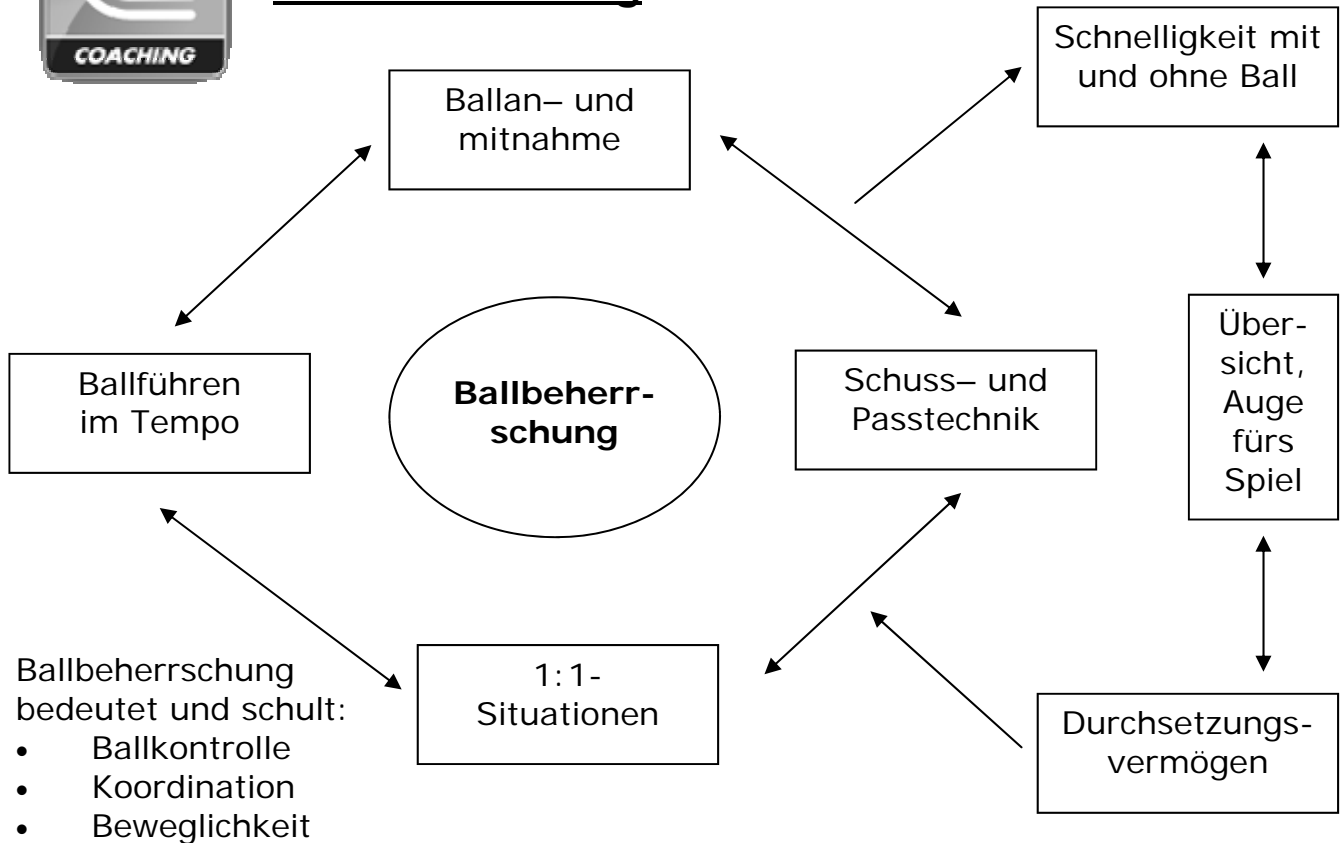 COACHING
Schnelligkeit mit
und ohne Ball
Ballan– und
mitnahme
Über-
sicht,
Auge
fürs
Spiel
Ballführen
im Tempo
Ballbeherr-
schung
Schuss– und
Passtechnik
1:1-
Situationen
Durchsetzungs-
vermögen
Ballbeherrschung
bedeutet und schult:
• Ballkontrolle
• Koordination
• Beweglichkeit